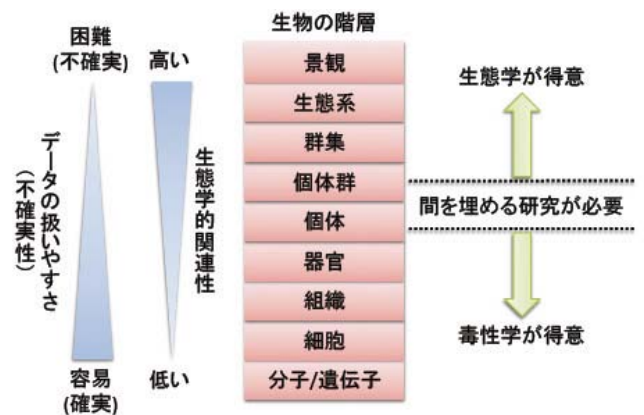 困難
(不確実)
データの扱いやすさ
(不確実性)
容易
(確実)
高い
生態学的関連性
低い
生物の階層
景観
生態系
群集
個体群
個体
器官
組織
細胞
分子/遺伝子
生態学が得意
間を埋める研究が必要
毒性学が得意